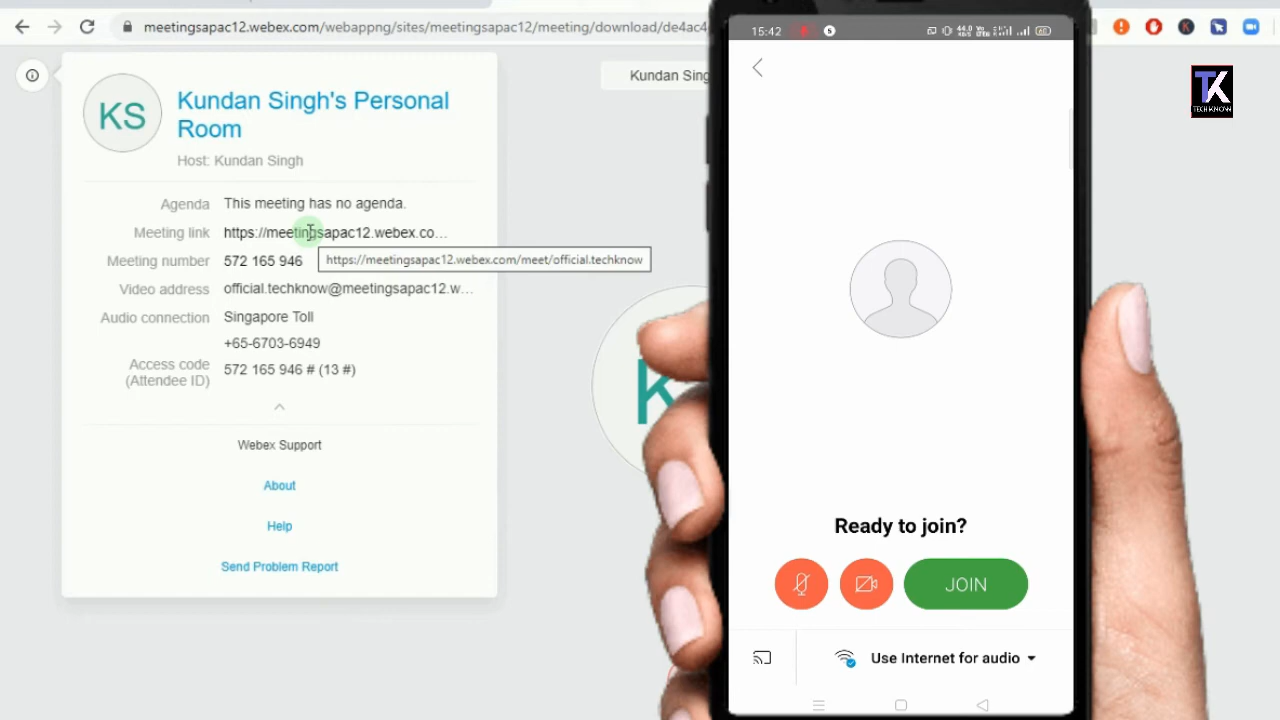 meetingsapac12.webex.com/webappng/sites/meetingsapac12/meeting/download/de4ac4
KS
Kundan Singh's Personal
Room
Host: Kundan Singh
Agenda This meeting has no agenda.
Meeting link https://meetingsapac12.webex.co...
Meeting number 572 165 946
https://meetingsapac12.webex.com/meet/official.techknow
Video address official.techknow@meetingsapac12.w...
Audio connection Singapore Toll
+65-6703-6949
Access code
(Attendee ID) 572 165 946 # (13 #)
Webex Support
About
Help
Send Problem Report
Kundan Sing
K
15:42
Ready to join?
JOIN
Use Internet for audio
TK
TECH KNOW